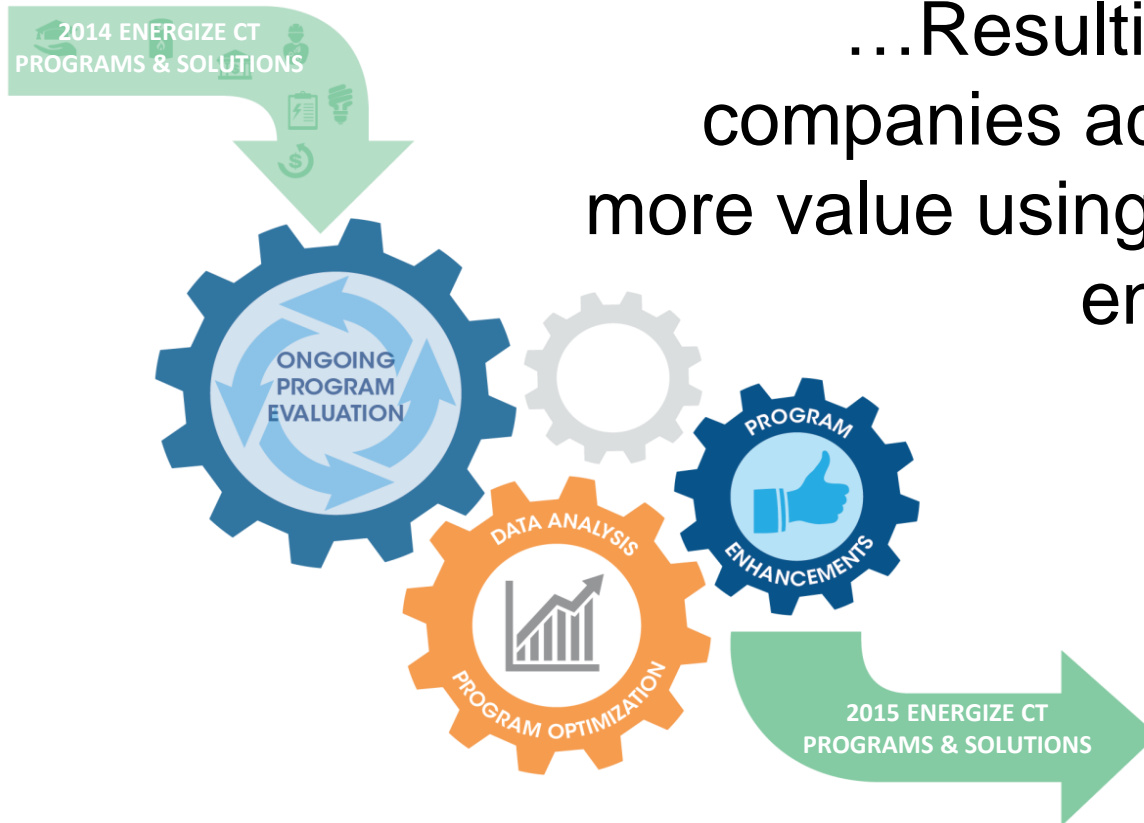 2014 ENERGIZE CT
PROGRAMS & SOLUTIONS
…Resulti
companies ac
more value using
en
ONGOING
PROGRAM
EVALUATION
PROGRAM
ENHANCEMENTS
DATA ANALYSIS
PROGRAM OPTIMIZATION
2015 ENERGIZE CT
PROGRAMS & SOLUTIONS